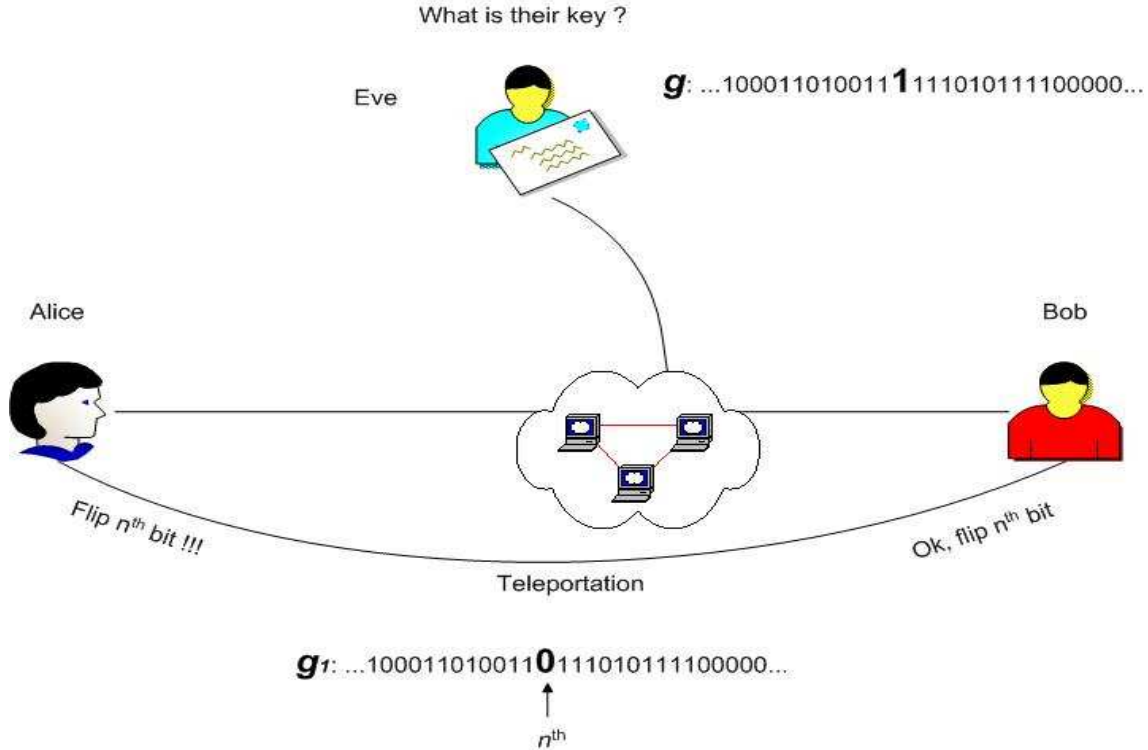 What is their key ?
Eve
g: ...1000110100111111010111100000...
Alice
Bob
Flip nth bit !!!
Ok, flip nth bit
Teleportation
g1: ...1000110100110111010111100000...
nth